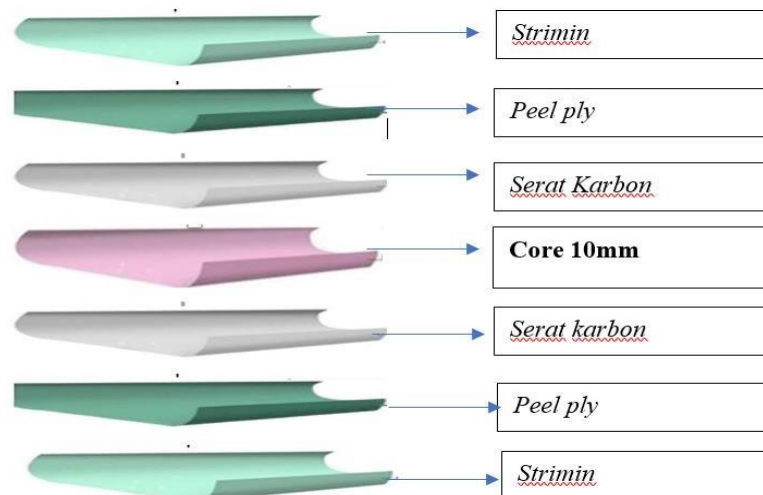 Strimin
Peel ply
Serat Karbon
Core 10mm
Serat karbon
Peel ply
Strimin